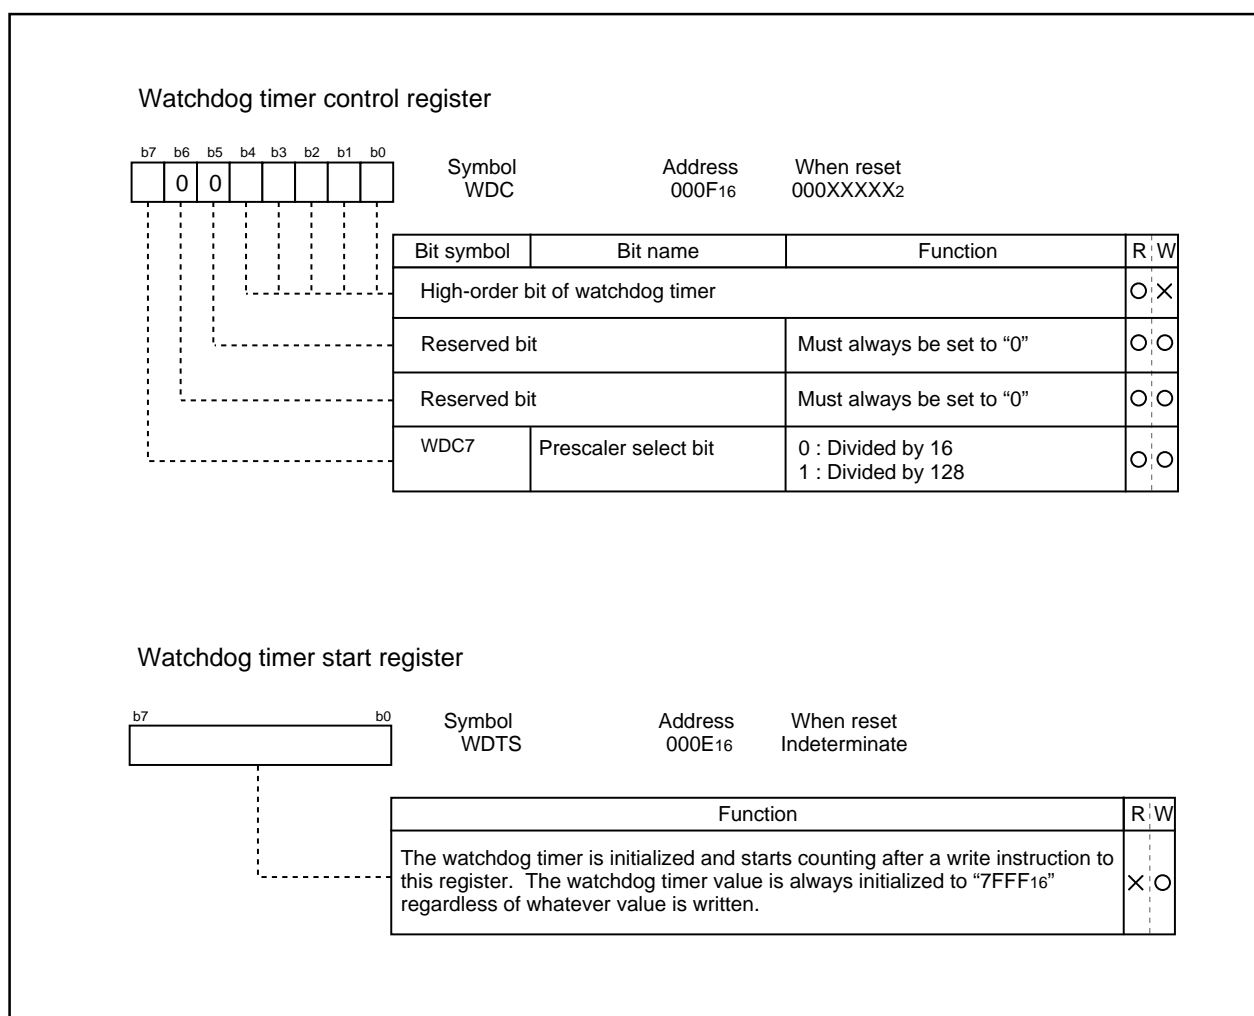 Watchdog timer control register
b7 b6 b5 b4 b3 b2 b1 b0
0 0
Symbol Address When reset
WDC 000F16 000XXXXX2
Bit symbol Bit name Function R W
High-order bit of watchdog timer
Reserved bit Must always be set to “0”
Reserved bit Must always be set to “0”
WDC7 Prescaler select bit 0 : Divided by 16
1 : Divided by 128
Watchdog timer start register
b7 b0
Symbol Address When reset
WDTS 000E16 Indeterminate
Function R W
The watchdog timer is initialized and starts counting after a write instruction to
this register. The watchdog timer value is always initialized to “7FFF16”
regardless of whatever value is written.